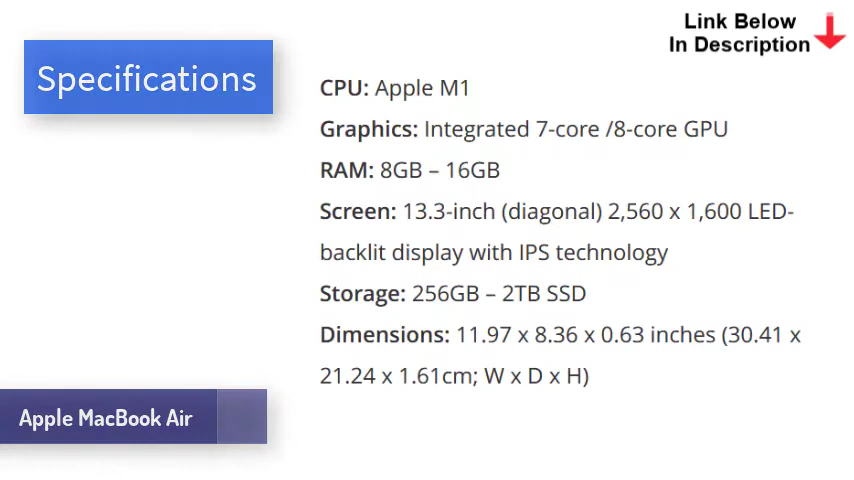 Link Below
In Description
Specifications
CPU: Apple M1
Graphics: Integrated 7-core /8-core GPU
RAM: 8GB – 16GB
Screen: 13.3-inch (diagonal) 2,560 x 1,600 LED-
backlit display with IPS technology
Storage: 256GB – 2TB SSD
Dimensions: 11.97 x 8.36 x 0.63 inches (30.41 x
21.24 x 1.61cm; W x D x H)
Apple MacBook Air